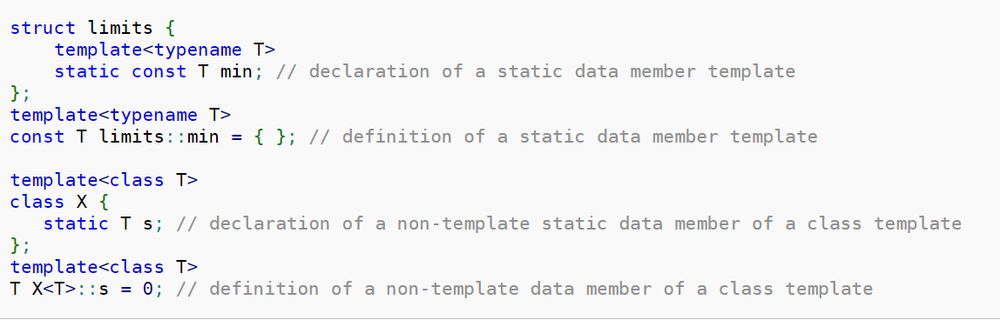 struct limits {
    template<typename T>
    static const T min; // declaration of a static data member template
};
template<typename T>
const T limits::min = { }; // definition of a static data member template

template<class T>
class X {
   static T s; // declaration of a non-template static data member of a class template
};
template<class T>
T X<T>::s = 0; // definition of a non-template data member of a class template